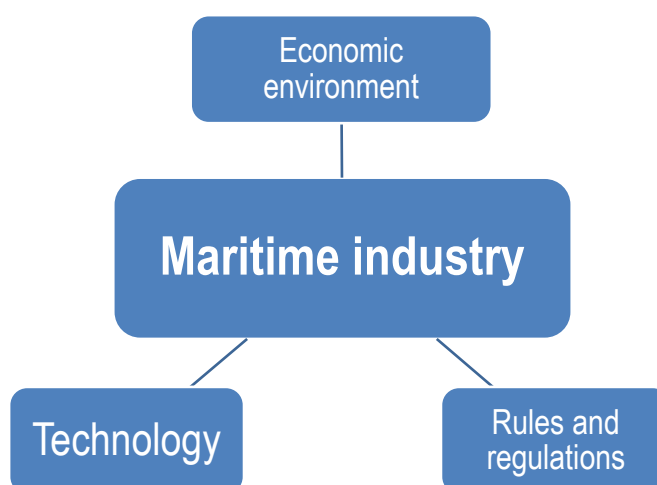 Economic
environment
Maritime industry
Technology
Rules and
regulations